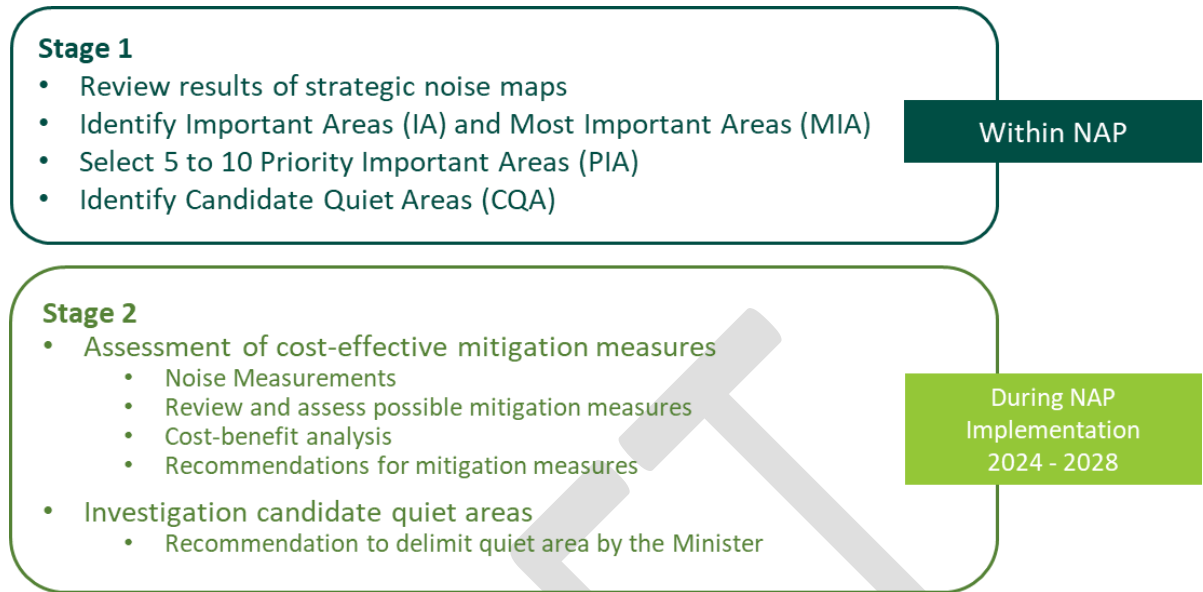 Stage 1
• Review results of strategic noise maps
• Identify Important Areas (IA) and Most Important Areas (MIA)
• Select 5 to 10 Priority Important Areas (PIA)
• Identify Candidate Quiet Areas (CQA)
Within NAP
Stage 2
• Assessment of cost-effective mitigation measures
• Noise Measurements
• Review and assess possible mitigation measures
• Cost-benefit analysis
• Recommendations for mitigation measures
• Investigation candidate quiet areas
• Recommendation to delimit quiet area by the Minister
During NAP
Implementation
2024 - 2028